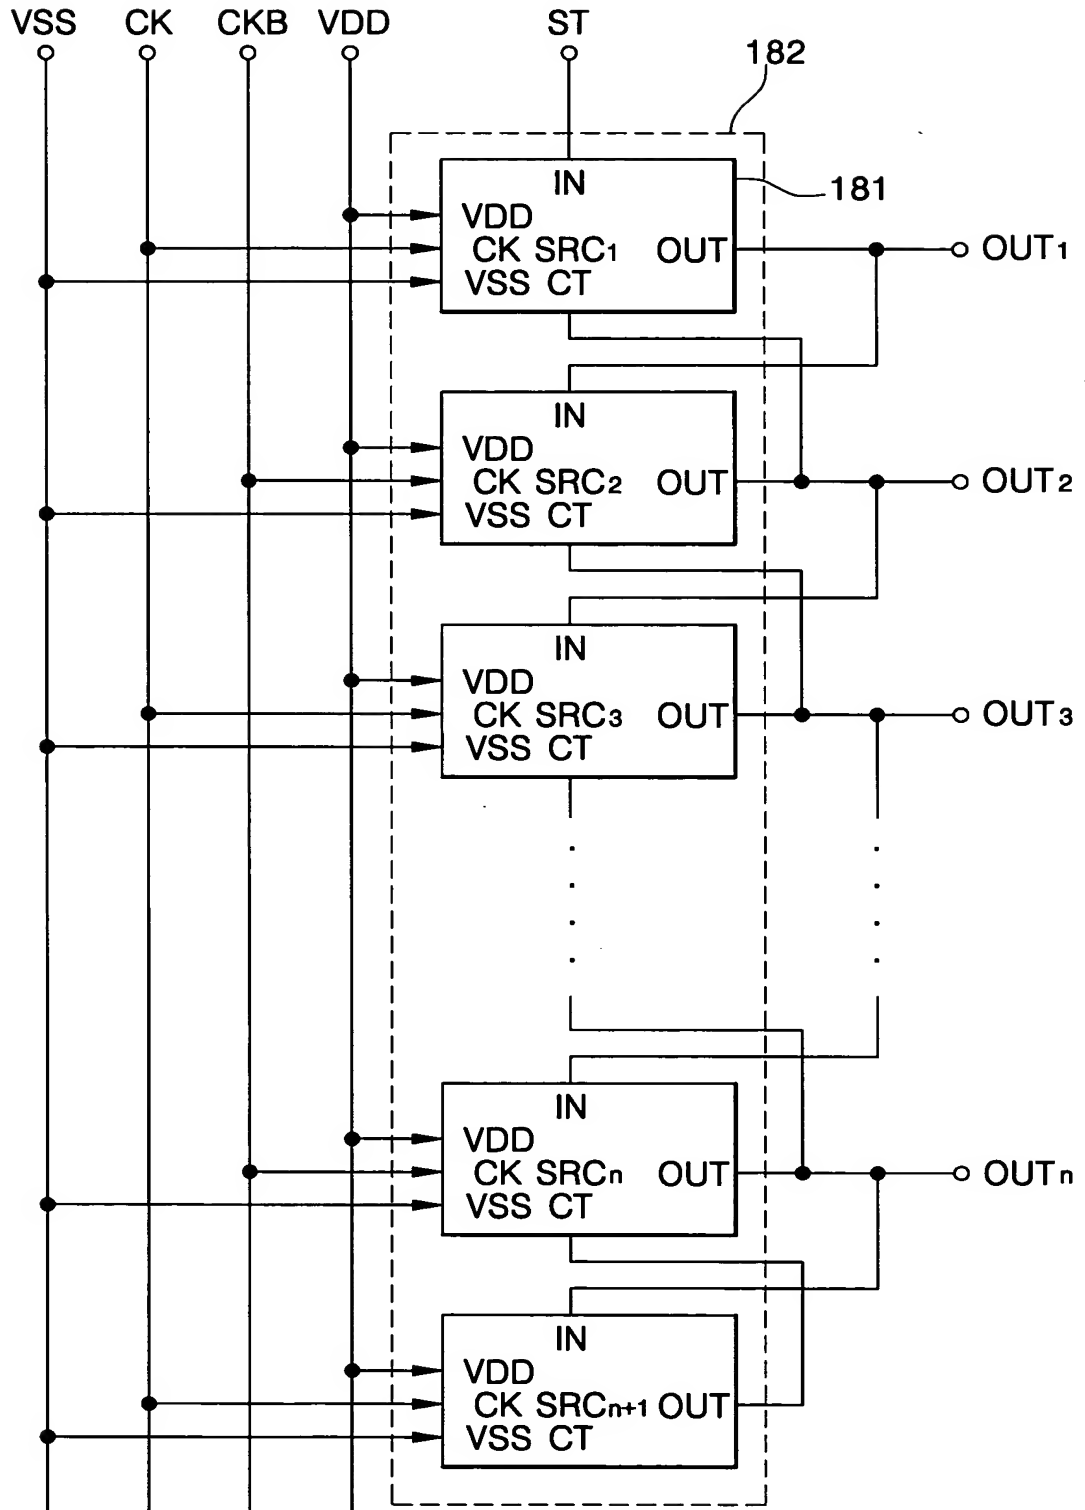 VSS CK CKB VDD ST
182
IN
181
VDD
CK SRC1 OUT OUT1
VSS CT
IN
VDD
CK SRC2 OUT OUT2
VSS CT
IN
VDD
CK SRC3 OUT OUT3
VSS CT
IN
VDD
CK SRCn OUT OUTn
VSS CT
IN
VDD
CK SRCn+1 OUT
VSS CT